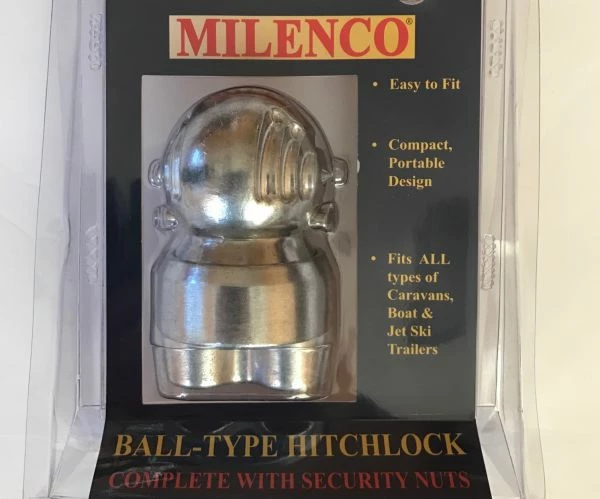 MILENCO®
• Easy to Fit
• Compact,
Portable
Design
• Fits ALL
types of
Caravans,
Boat &
Jet Ski
Trailers
BALL-TYPE HITCHLOCK
COMPLETE WITH SECURITY NUTS